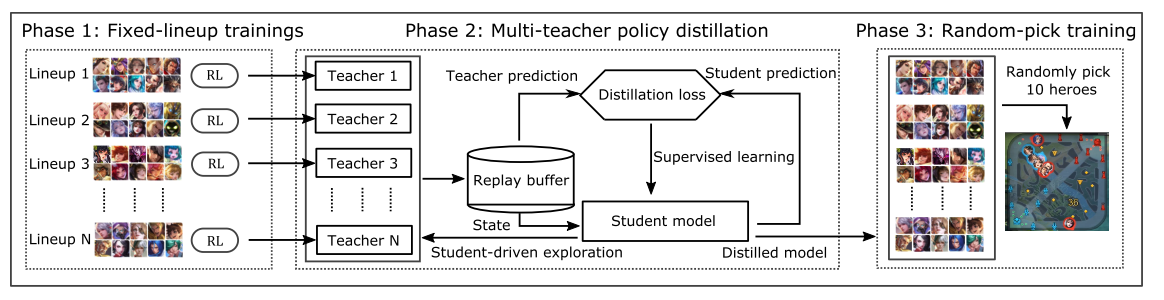 Phase 1: Fixed-lineup trainings
Lineup 1
RL
Lineup 2
RL
Lineup 3
RL
Lineup N
RL
Phase 2: Multi-teacher policy distillation
Teacher 1
Teacher 2
Teacher 3
Teacher N
Teacher prediction
Student prediction
Distillation loss
Supervised learning
Replay buffer
State
Student model
Student-driven exploration
Distilled model
Phase 3: Random-pick training
Randomly pick
10 heroes
36